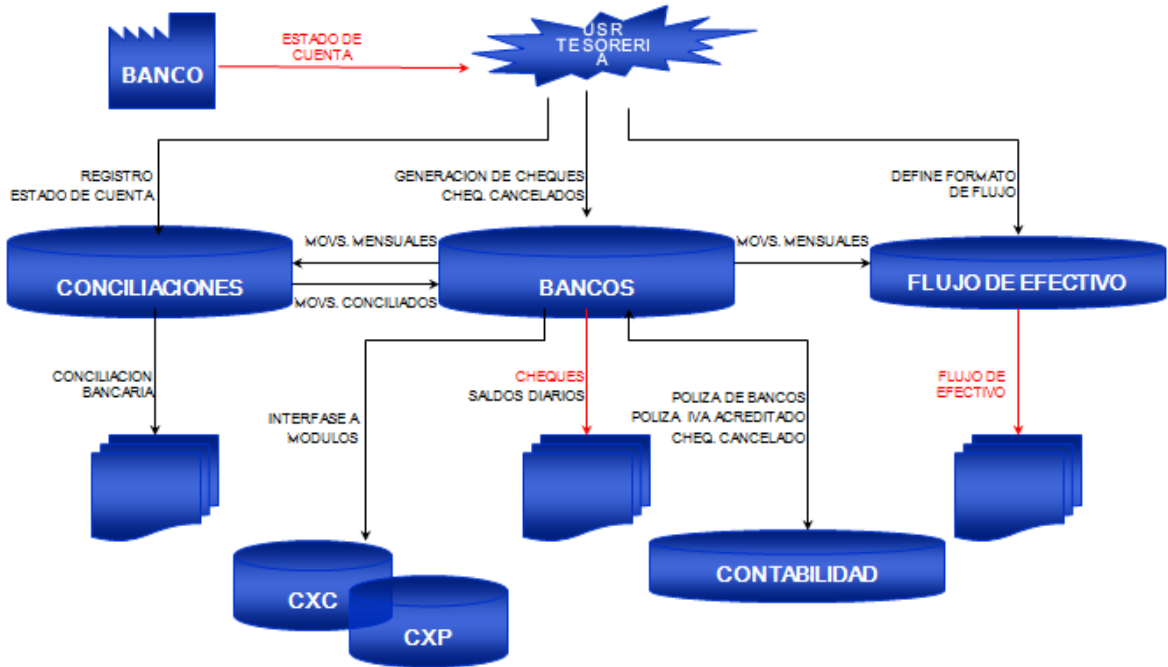 BANCO
ESTADO DE
CUENTA
USR
TESORERI
A
REGISTRO
ESTADO DE CUENTA
GENERACION DE CHEQUES
CHEQ. CANCELADOS
DEFINE FORMATO
DE FLUJO
CONCILIACIONES
MOVS. MENSUALES
MOVS. CONCILIADOS
BANCOS
MOVS. MENSUALES
FLUJO DE EFECTIVO
CONCILIACION
BANCARIA
INTERFASE A
MODULOS
CHEQUES
SALDOS DIARIOS
POLIZA DE BANCOS
POLIZA IVA ACREDITADO
CHEQ. CANCELADO
FLUJO DE
EFECTIVO
CXC
CXP
CONTABILIDAD